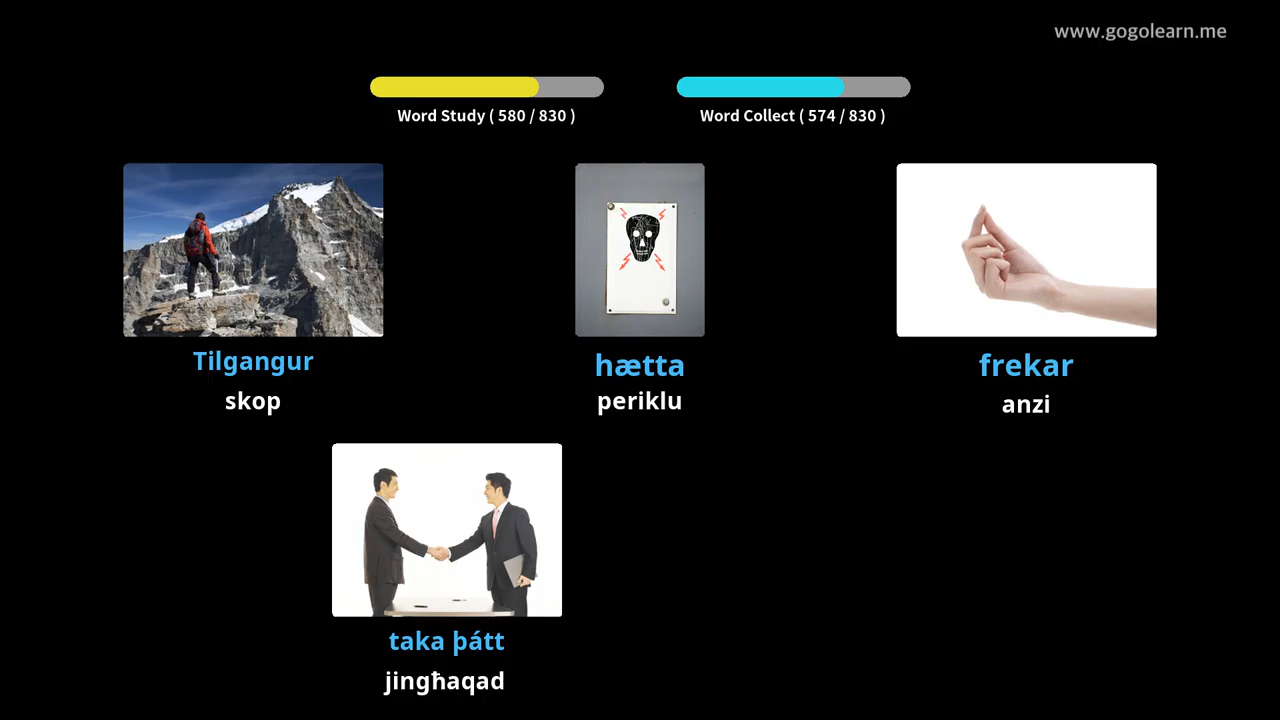 www.gogolearn.me
Word Study ( 580 / 830 )
Word Collect ( 574 / 830 )
Tilgangur
skop
hætta
periklu
frekar
anzi
taka þátt
jingħaqad